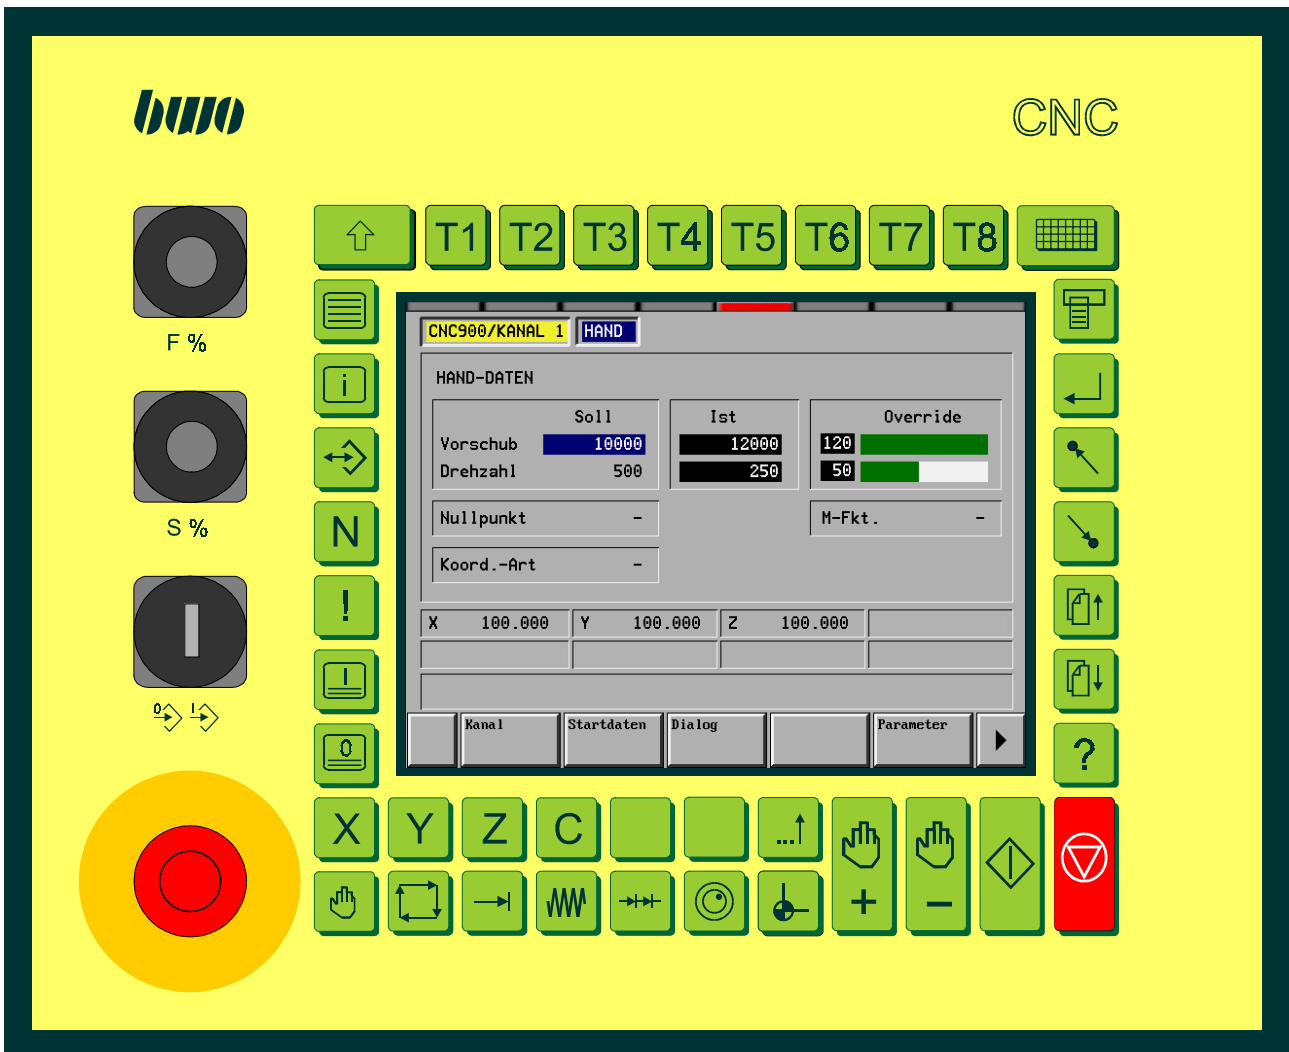 bwo
CNC
T1 T2 T3 T4 T5 T6 T7 T8
F %
S %
0 I
i
N
!
I
0
?
CNC900/KANAL 1 HAND
HAND-DATEN
Soll Ist Override
Vorschub 10000 12000 120
Drehzahl 500 250 50
Nullpunkt - M-Fkt. -
Koord.-Art -
X 100.000 Y 100.000 Z 100.000
Kanal Startdaten Dialog Parameter
X Y Z C ...
+ -